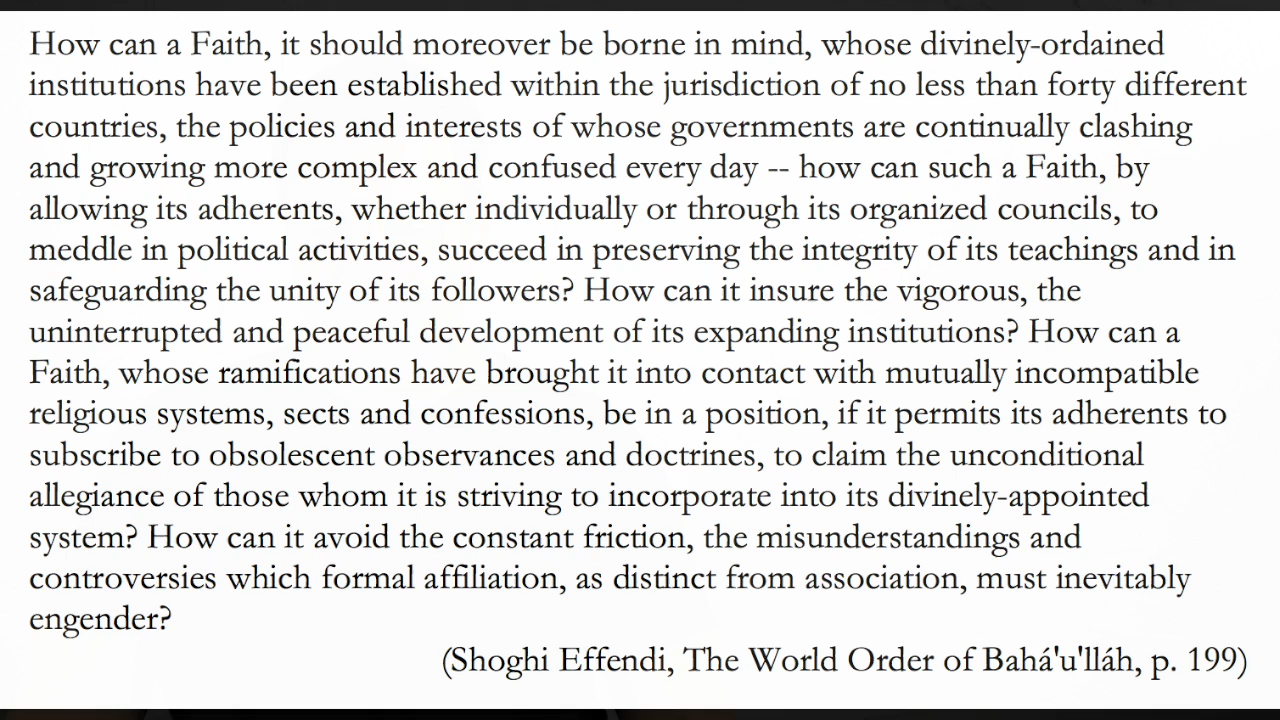 How can a Faith, it should moreover be borne in mind, whose divinely-ordained
institutions have been established within the jurisdiction of no less than forty different
countries, the policies and interests of whose governments are continually clashing
and growing more complex and confused every day -- how can such a Faith, by
allowing its adherents, whether individually or through its organized councils, to
meddle in political activities, succeed in preserving the integrity of its teachings and in
safeguarding the unity of its followers? How can it insure the vigorous, the
uninterrupted and peaceful development of its expanding institutions? How can a
Faith, whose ramifications have brought it into contact with mutually incompatible
religious systems, sects and confessions, be in a position, if it permits its adherents to
subscribe to obsolescent observances and doctrines, to claim the unconditional
allegiance of those whom it is striving to incorporate into its divinely-appointed
system? How can it avoid the constant friction, the misunderstandings and
controversies which formal affiliation, as distinct from association, must inevitably
engender?
(Shoghi Effendi, The World Order of Bahá'u'lláh, p. 199)